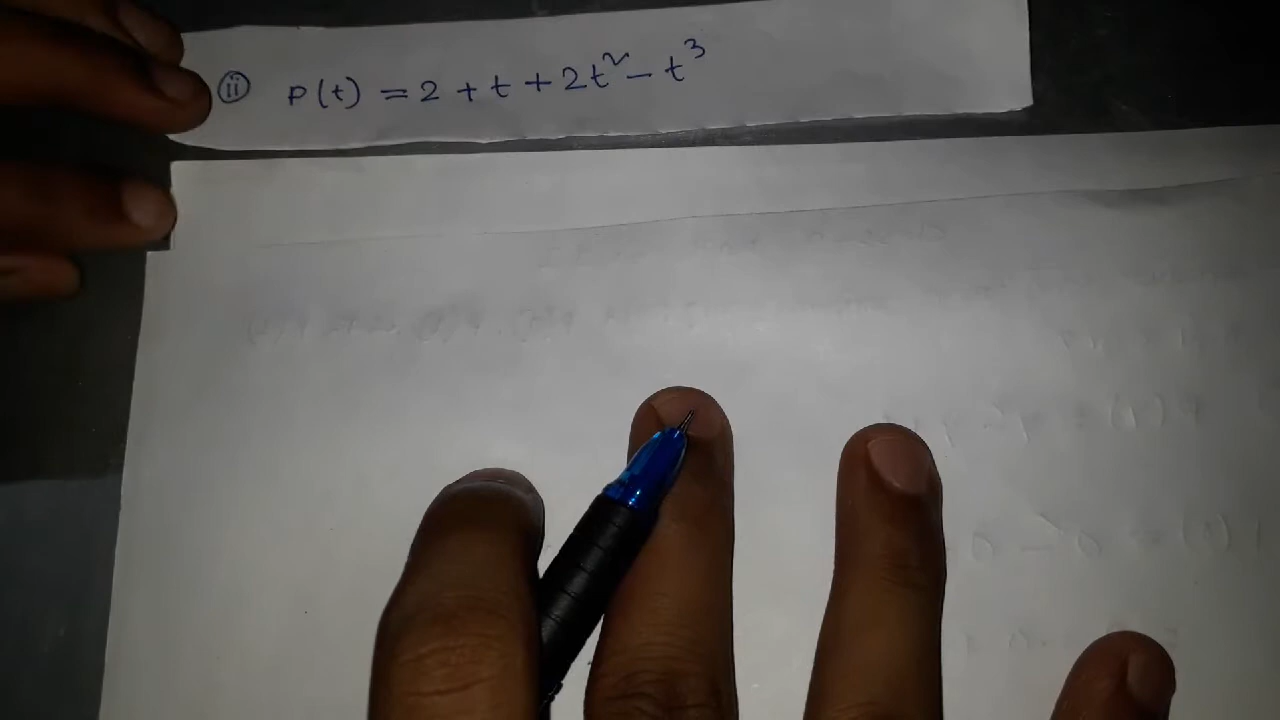 ⓘⓘ P(t) = 2 + t + 2t² - t³